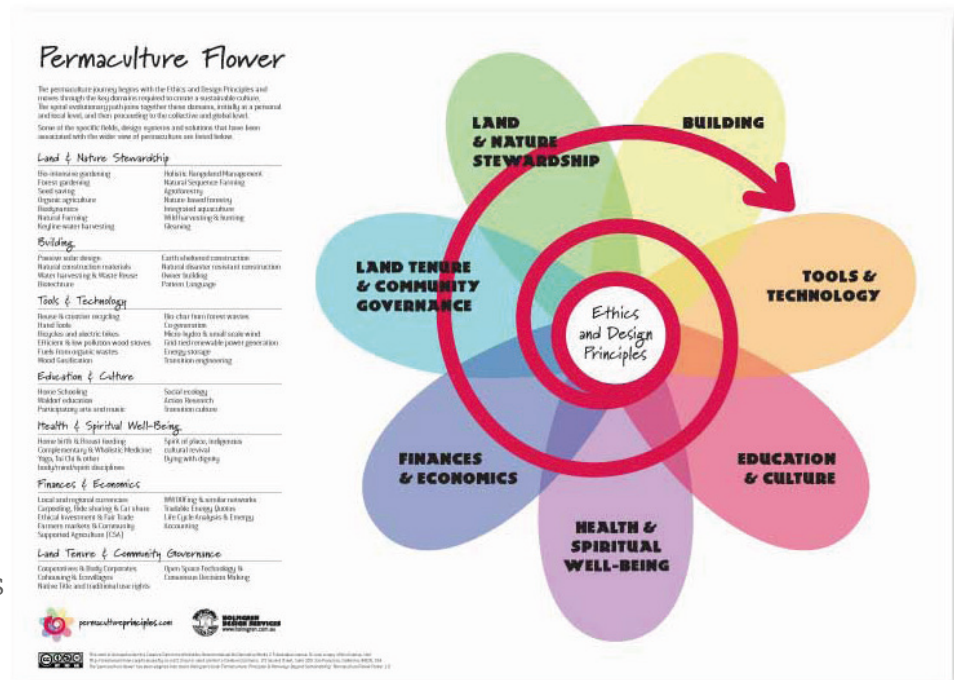 Permaculture Flower
The permaculture journey begins with the Ethics and Design Principles and
moves through the key domains required to create a sustainable culture.
The spiral evolutionary path joins together these domains, initially at a personal
and local level, and then proceeding to the collective and global level.
Some of the specific fields, design systems and solutions that have been
associated with the wider view of permaculture are listed below.
Land & Nature Stewardship
Bio-intensive gardening
Forest gardening
Seed saving
Organic agriculture
Biodynamics
Natural Farming
Keyline water harvesting
Holistic Rangeland Management
Natural Sequence Farming
Agroforestry
Nature based forestry
Integrated aquaculture
Wild harvesting & hunting
Gleaning
Building
Passive solar design
Natural construction materials
Water harvesting & Waste Reuse
Biotecture
Earth sheltered construction
Natural disaster resistant construction
Owner building
Pattern Language
Tools & Technology
Reuse & creative recycling
Hand tools
Bicycles and electric bikes
Efficient & low pollution wood stoves
Fuels from organic wastes
Wood Gasification
Bio-char from forest wastes
Co-generation
Micro-hydro & small scale wind
Grid-tied renewable power generation
Energy storage
Transition engineering
Education & Culture
Home Schooling
Waldorf education
Participatory arts and music
Social ecology
Action Research
Transition culture
Health & Spiritual Well-Being
Home birth & Breast feeding
Complementary & Wholistic Medicine
Yoga, Tai Chi & other
body/mind/spirit disciplines
Spirit of place, indigenous
cultural revival
Dying with dignity
Finances & Economics
Local and regional currencies
Carpooling, Ride sharing & Car share
Ethical Investment & Fair Trade
Farmers markets & Community
Supported Agriculture (CSA)
WWOOFing & similar networks
Tradable Energy Quotas
Life Cycle Analysis & Emergy
Accounting
Land Tenure & Community Governance
Cooperatives & Body Corporates
Cohousing & Ecovillages
Native Title and traditional use rights
Open Space Technology &
Consensus Decision Making
permacultureprinciples.com
HOLMGREN
DESIGN SERVICES
www.holmgren.com.au
s
LAND
& NATURE
STEWARDSHIP
BUILDING
LAND TENURE
& COMMUNITY
GOVERNANCE
TOOLS &
TECHNOLOGY
Ethics
and Design
Principles
FINANCES
& ECONOMICS
EDUCATION
& CULTURE
HEALTH &
SPIRITUAL
WELL-BEING